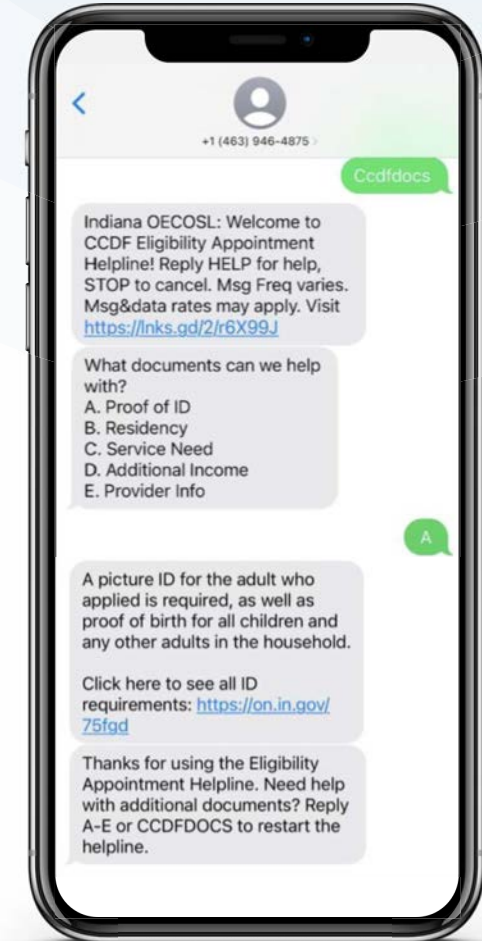 +1 (463) 946-4875 >
Ccdfdocs
Indiana OECOSL: Welcome to
CCDF Eligibility Appointment
Helpline! Reply HELP for help,
STOP to cancel. Msg Freq varies.
Msg&data rates may apply. Visit
https://lnks.gd/2/r6X99J
What documents can we help
with?
A. Proof of ID
B. Residency
C. Service Need
D. Additional Income
E. Provider Info
A
A picture ID for the adult who
applied is required, as well as
proof of birth for all children and
any other adults in the household.
Click here to see all ID
requirements: https://on.in.gov/
75fgd
Thanks for using the Eligibility
Appointment Helpline. Need help
with additional documents? Reply
A-E or CCDFDOCS to restart the
helpline.